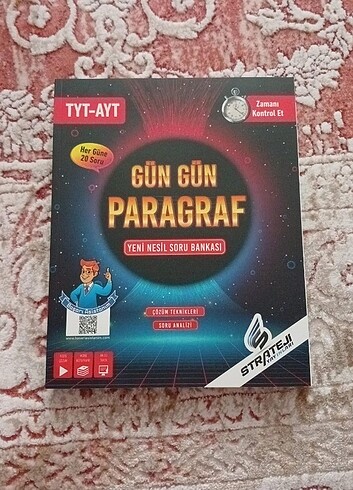 TYT-AYT
Zamanı
Kontrol Et
Her Güne
20 Soru
GÜN GÜN
PARAGRAF
YENİ NESİL SORU BANKASI
ÇÖZÜM TEKNİKLERİ
SORU ANALİZİ
STRATEJİ
YAYINLARI